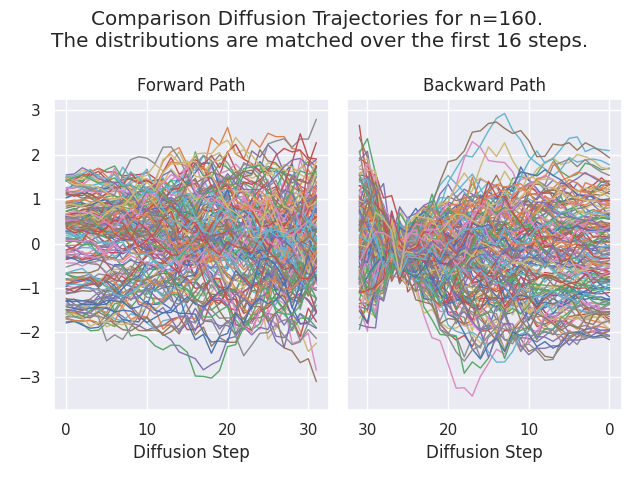 Comparison Diffusion Trajectories for n=160.
The distributions are matched over the first 16 steps.
Forward Path
Backward Path
3
2
1
0
−1
−2
−3
0 10 20 30
30 20 10 0
Diffusion Step
Diffusion Step